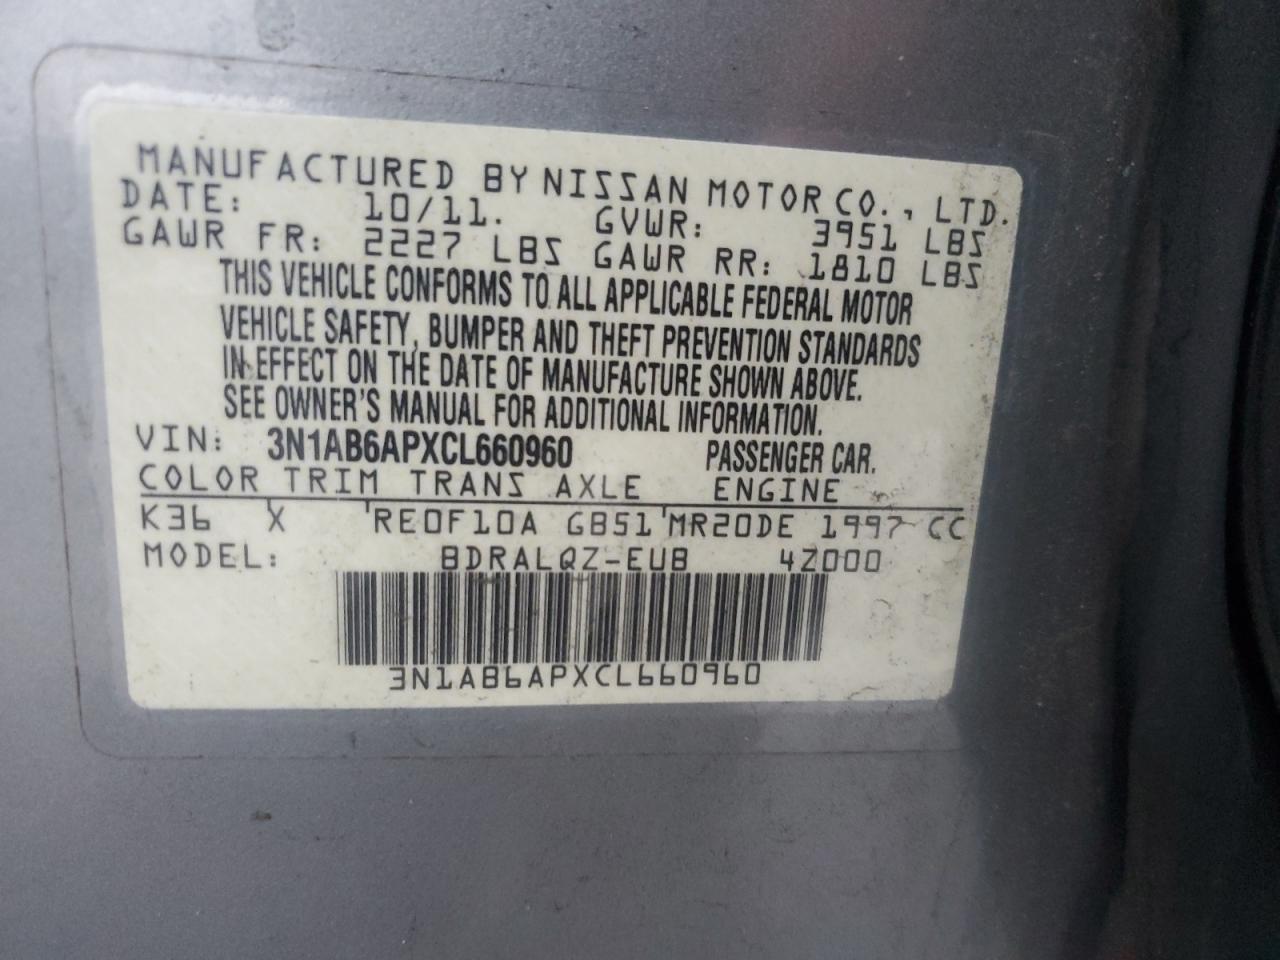 MANUFACTURED BY NISSAN MOTOR CO., LTD.
DATE: 10/11. GVWR: 3951 LBS
GAWR FR: 2227 LBS GAWR RR: 1810 LBS
THIS VEHICLE CONFORMS TO ALL APPLICABLE FEDERAL MOTOR
VEHICLE SAFETY, BUMPER AND THEFT PREVENTION STANDARDS
IN EFFECT ON THE DATE OF MANUFACTURE SHOWN ABOVE.
SEE OWNER'S MANUAL FOR ADDITIONAL INFORMATION.
VIN: 3N1AB6APXCL660960 PASSENGER CAR.
COLOR TRIM TRANS AXLE ENGINE
K36 X RE0F10A GB51 MR20DE 1997 CC
MODEL: BDRALQZ-EUB 4Z000
3N1AB6APXCL660960